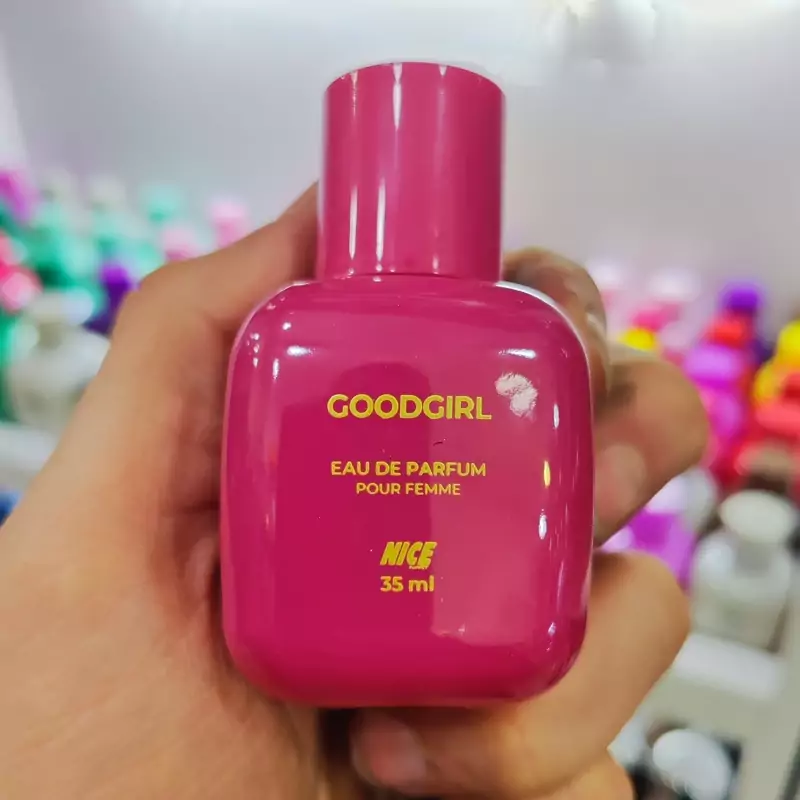 GOODGIRL
EAU DE PARFUM
POUR FEMME
NICE
35 ml